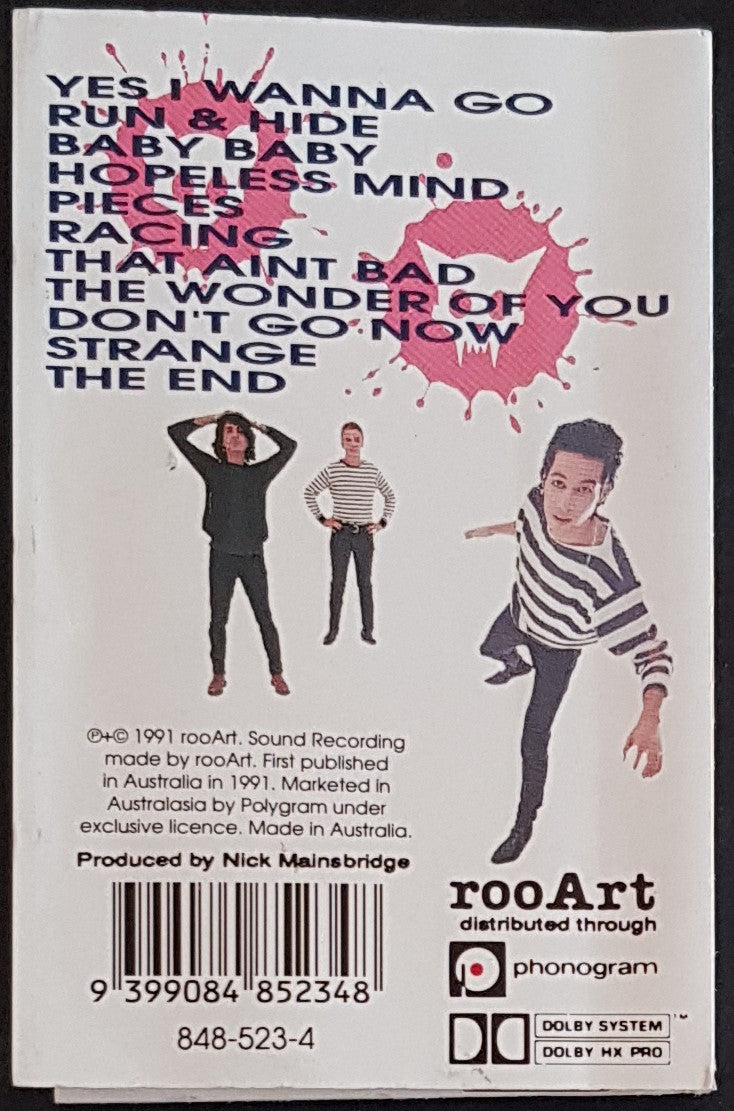 YES I WANNA GO
RUN & HIDE
BABY BABY
HOPELESS MIND
PIECES
RACING
THAT AINT BAD
THE WONDER OF YOU
DON'T GO NOW
STRANGE
THE END
℗+© 1991 rooArt. Sound Recording
made by rooArt. First published
in Australia in 1991. Marketed in
Australasia by Polygram under
exclusive licence. Made in Australia.
Produced by Nick Mainsbridge
9 399084 852348
848-523-4
rooArt
distributed through
phonogram
DOLBY SYSTEM ™
DOLBY HX PRO